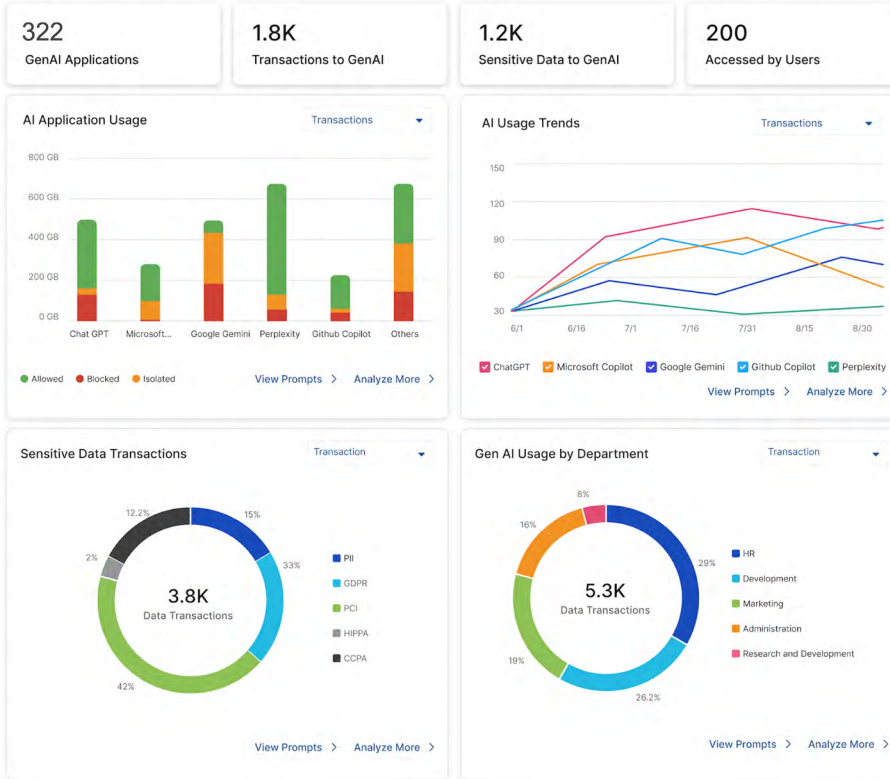 322
GenAI Applications
1.8K
Transactions to GenAI
1.2K
Sensitive Data to GenAI
200
Accessed by Users
AI Application Usage
Transactions
800 GB
600 GB
400 GB
200 GB
0 GB
Chat GPT Microsoft... Google Gemini Perplexity Github Copilot Others
Allowed Blocked Isolated
View Prompts > Analyze More >
AI Usage Trends
Transactions
150
120
90
60
30
6/1 6/16 7/1 7/16 7/31 8/15 8/30
ChatGPT Microsoft Copilot Google Gemini Github Copilot Perplexity
View Prompts > Analyze More >
Sensitive Data Transactions
Transaction
12.2%
15%
2%
33%
42%
3.8K
Data Transactions
PII
GDPR
PCI
HIPPA
CCPA
View Prompts > Analyze More >
Gen AI Usage by Department
Transaction
8%
16%
29%
19%
26.2%
5.3K
Data Transactions
HR
Development
Marketing
Administration
Research and Development
View Prompts > Analyze More >